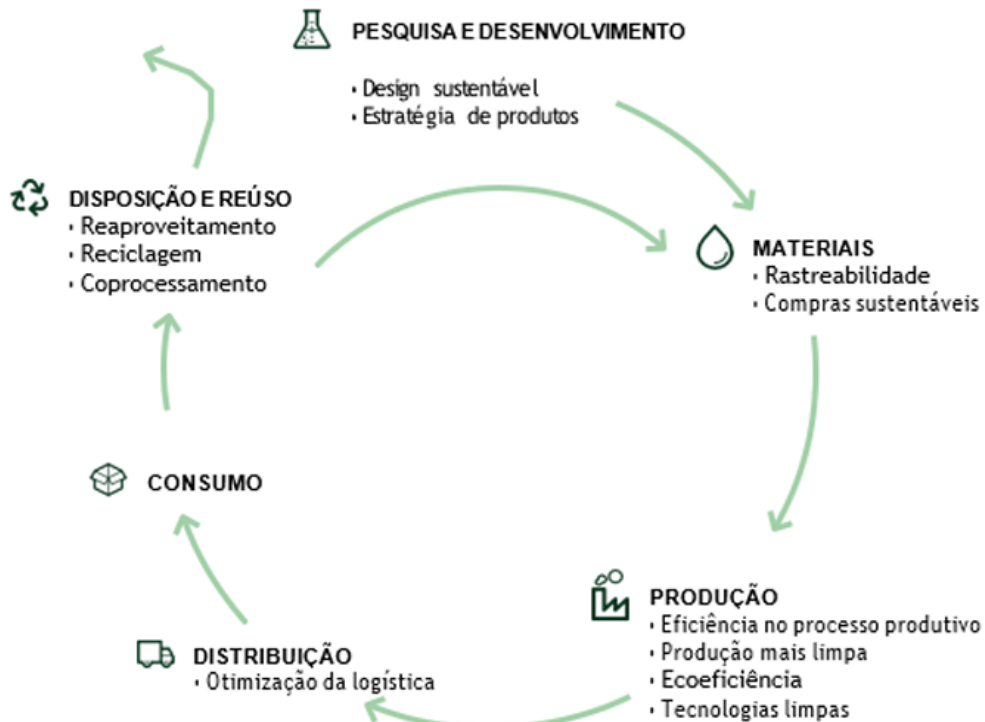 PESQUISA E DESENVOLVIMENTO
· Design sustentável
· Estratégia de produtos
MATERIAIS
· Rastreabilidade
· Compras sustentáveis
PRODUÇÃO
· Eficiência no processo produtivo
· Produção mais limpa
· Ecoeficiência
· Tecnologias limpas
DISTRIBUIÇÃO
· Otimização da logística
CONSUMO
DISPOSIÇÃO E REÚSO
· Reaproveitamento
· Reciclagem
· Coprocessamento